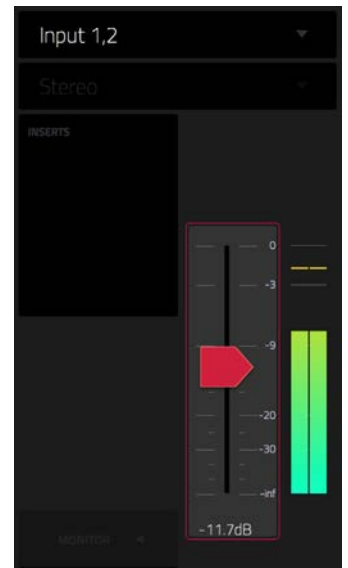 Input 1,2
Stereo
INSERTS
0
-3
-9
-20
-30
-inf
-11.7dB
MONITOR